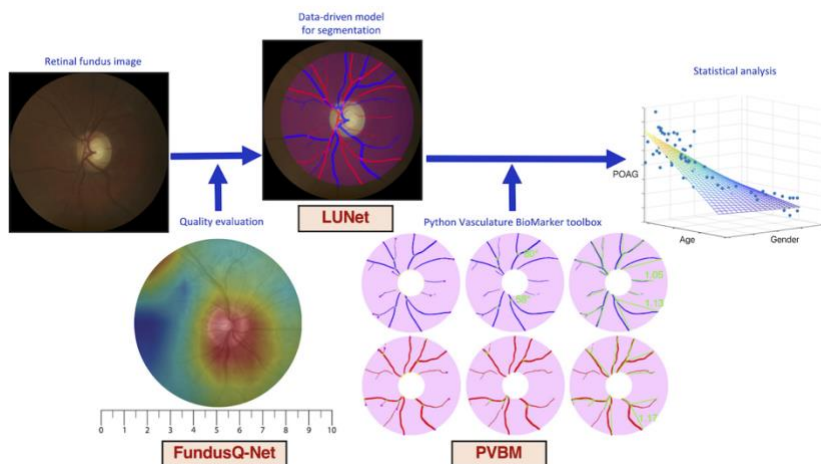 Data-driven model
for segmentation
Retinal fundus image
Statistical analysis
POAG
Age
Gender
Quality evaluation
LUNet
Python Vasculature BioMarker toolbox
1.05
1.13
1.17
0 1 2 3 4 5 6 7 8 9 10
FundusQ-Net
PVBM